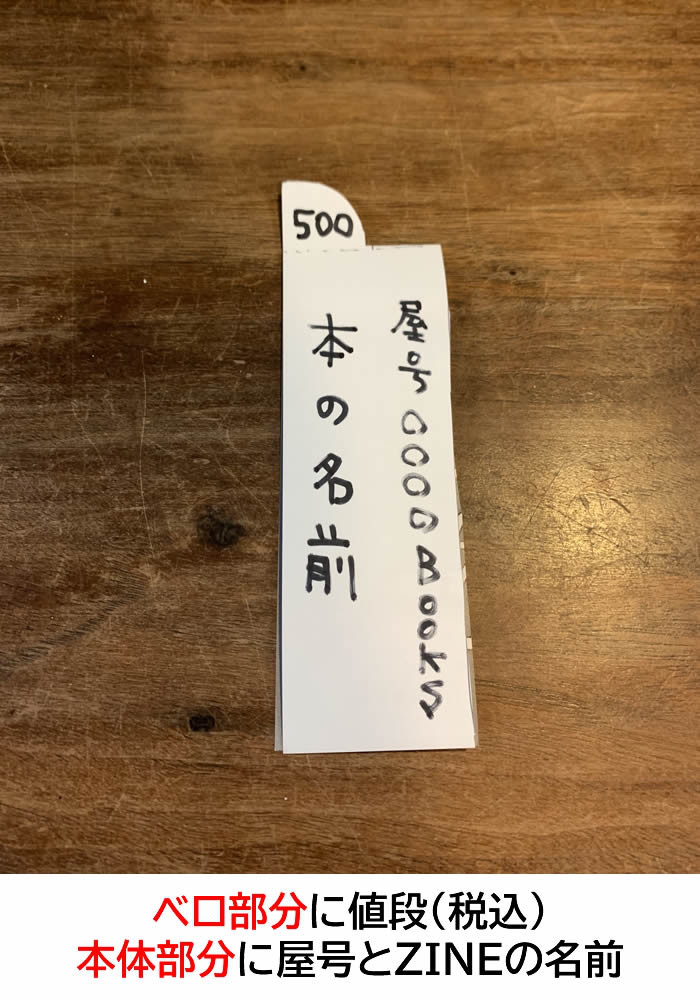 500
屋号○○○○BOOKS
本の名前
ベロ部分に値段(税込)
本体部分に屋号とZINEの名前